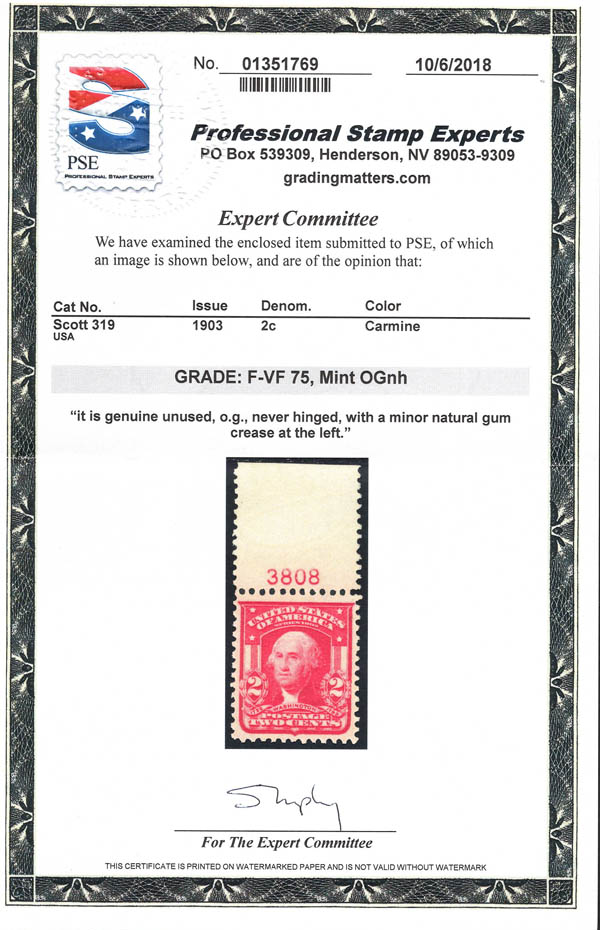 No. 01351769 10/6/2018
PSE
PROFESSIONAL STAMP EXPERTS
Professional Stamp Experts
PO Box 539309, Henderson, NV 89053-9309
gradingmatters.com
Expert Committee
We have examined the enclosed item submitted to PSE, of which
an image is shown below, and are of the opinion that:
Cat No. Issue Denom. Color
Scott 319 1903 2c Carmine
USA
GRADE: F-VF 75, Mint OGnh
“it is genuine unused, o.g., never hinged, with a minor natural gum
crease at the left.”
3808
UNITED STATES
OF AMERICA
2 2
WASHINGTON
POSTAGE
TWO CENTS
For The Expert Committee
THIS CERTIFICATE IS PRINTED ON WATERMARKED PAPER AND IS NOT VALID WITHOUT WATERMARK